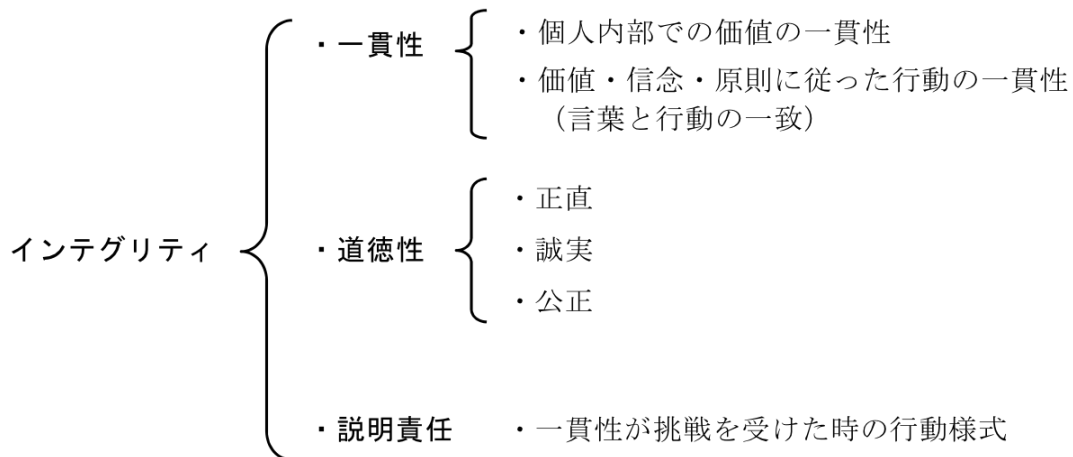 ・一貫性
・個人内部での価値の一貫性
・価値・信念・原則に従った行動の一貫性
（言葉と行動の一致）
インテグリティ
・道徳性
・正直
・誠実
・公正
・説明責任
・一貫性が挑戦を受けた時の行動様式